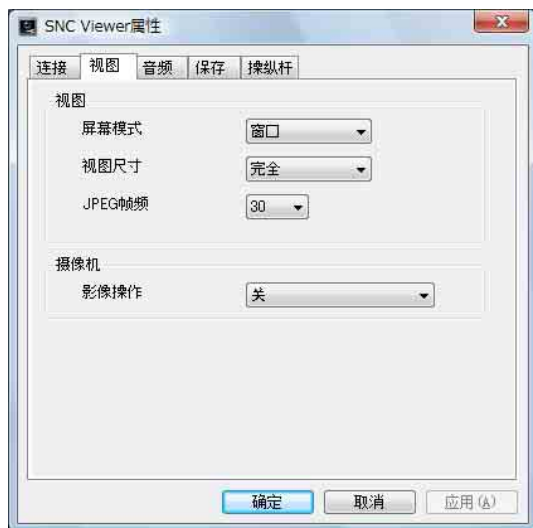 SNC Viewer属性
连接 视图 音频 保存 操纵杆
视图
屏幕模式 窗口
视图尺寸 完全
JPEG帧频 30
摄像机
影像操作 关
确定 取消 应用(A)